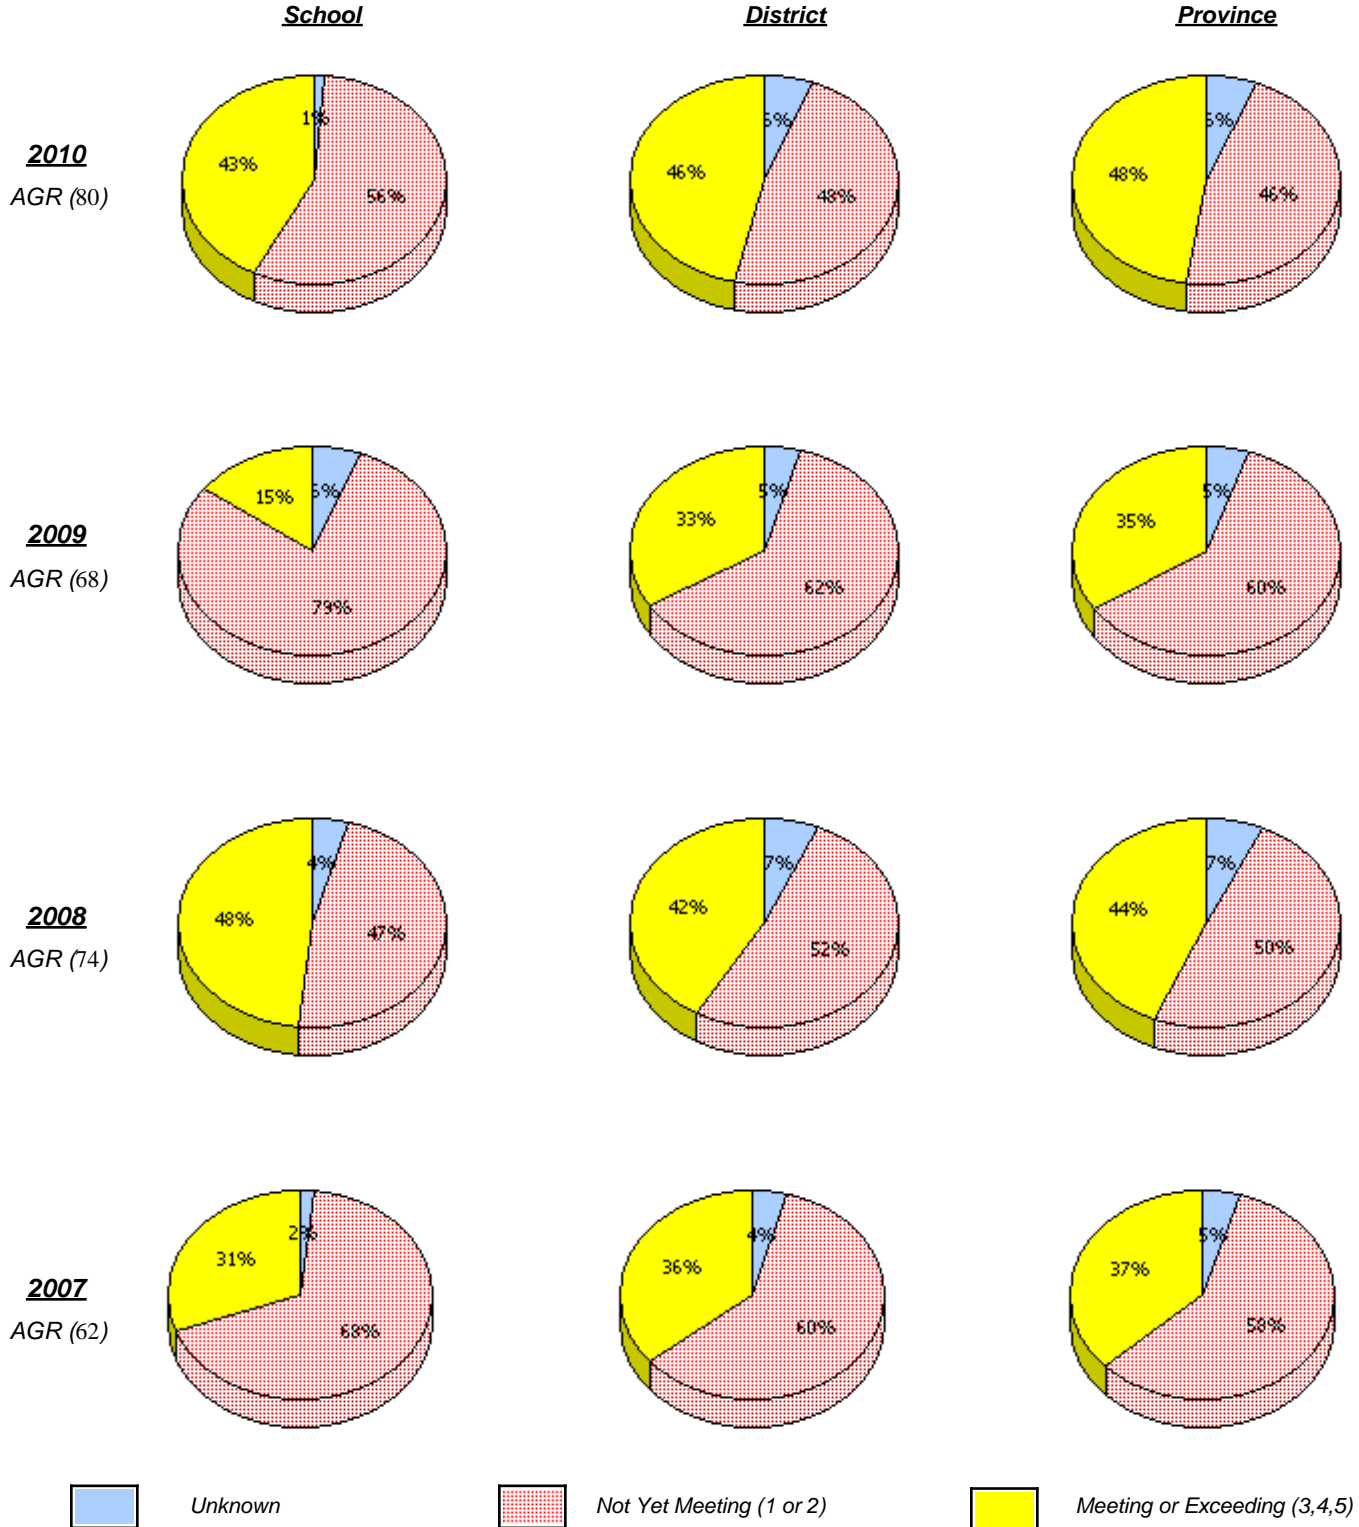 School District Province
2010
AGR (80)
43% 1% 56%
46% 48%
48% 46%
2009
AGR (68)
15% 79%
33% 5% 62%
35% 5% 60%
2008
AGR (74)
48% 4% 47%
42% 7% 52%
44% 7% 50%
2007
AGR (62)
31% 2% 68%
36% 4% 60%
37% 5% 58%
Unknown Not Yet Meeting (1 or 2) Meeting or Exceeding (3,4,5)